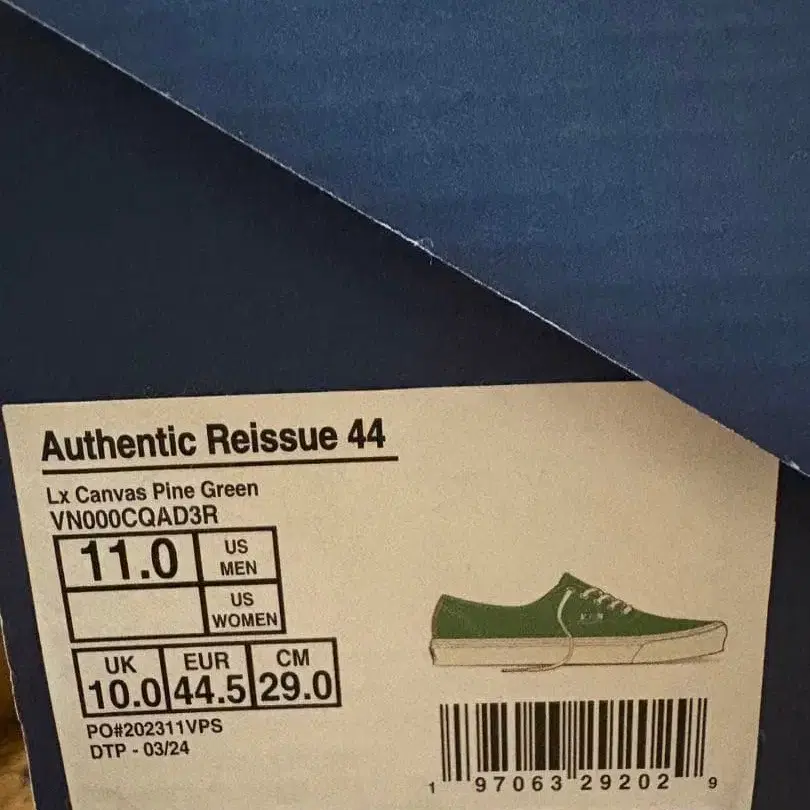 Authentic Reissue 44
Lx Canvas Pine Green
VN000CQAD3R
11.0 US MEN
US WOMEN
UK EUR CM
10.0 44.5 29.0
PO#202311VPS
DTP - 03/24
1 97063 29202 9